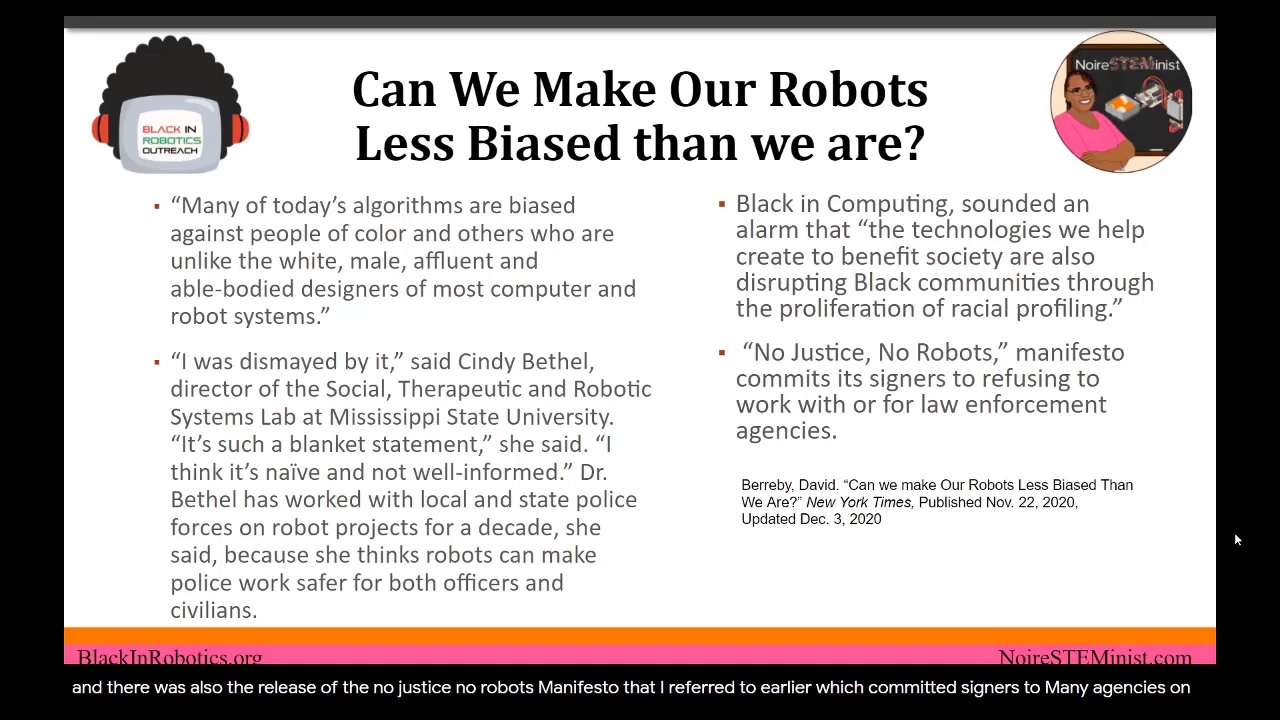 Can We Make Our Robots
Less Biased than we are?
BLACK IN
ROBOTICS
OUTREACH
NoireSTEMinist
▪ “Many of today’s algorithms are biased
against people of color and others who are
unlike the white, male, affluent and
able-bodied designers of most computer and
robot systems.”
▪ “I was dismayed by it,” said Cindy Bethel,
director of the Social, Therapeutic and Robotic
Systems Lab at Mississippi State University.
“It’s such a blanket statement,” she said. “I
think it’s naïve and not well-informed.” Dr.
Bethel has worked with local and state police
forces on robot projects for a decade, she
said, because she thinks robots can make
police work safer for both officers and
civilians.
▪ Black in Computing, sounded an
alarm that “the technologies we help
create to benefit society are also
disrupting Black communities through
the proliferation of racial profiling.”
▪ “No Justice, No Robots,” manifesto
commits its signers to refusing to
work with or for law enforcement
agencies.
Berreby, David. “Can we make Our Robots Less Biased Than
We Are?” New York Times, Published Nov. 22, 2020,
Updated Dec. 3, 2020
BlackInRobotics.org
NoireSTEMinist.com
and there was also the release of the no justice no robots Manifesto that I referred to earlier which committed signers to Many agencies on